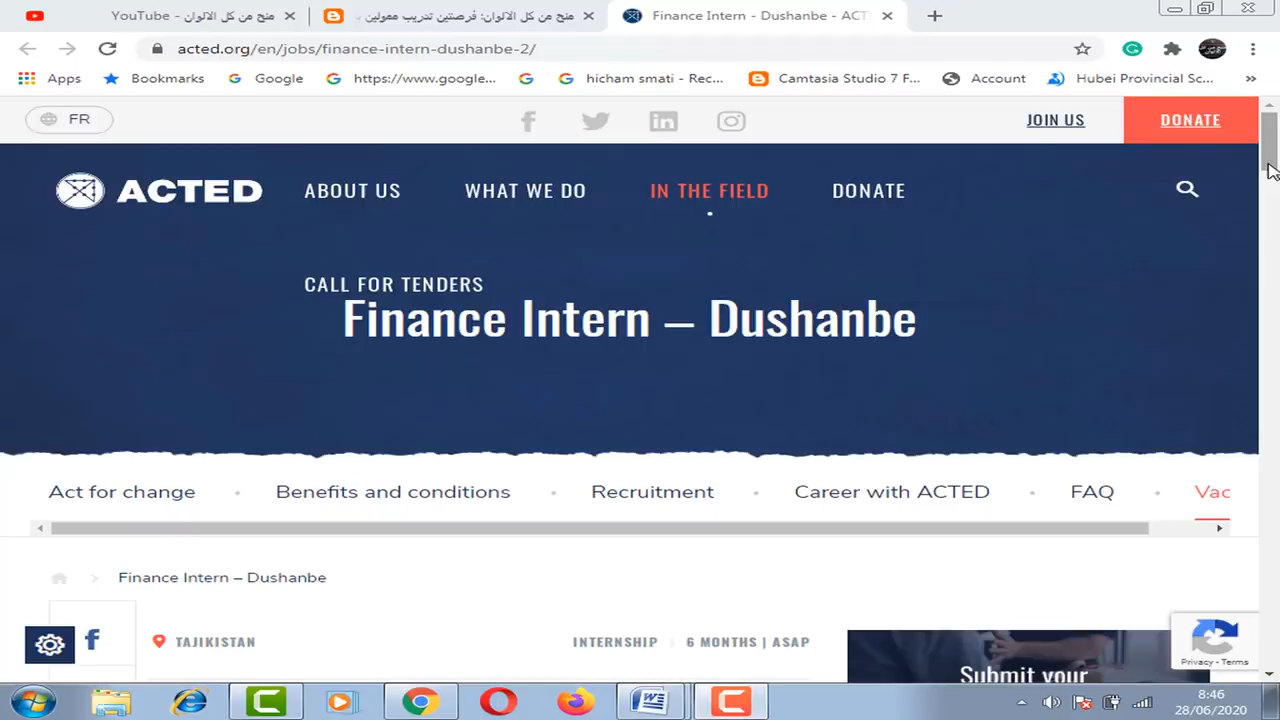 YouTube - منح من كل الالوان
منح من كل الالوان: فرصتين تدريب ممولين
Finance Intern - Dushanbe - ACT
acted.org/en/jobs/finance-intern-dushanbe-2/
Apps
Bookmarks
Google
https://www.google...
hicham smati - Rec...
Camtasia Studio 7 F...
Account
Hubei Provincial Sc...
»
FR
JOIN US
DONATE
ACTED
ABOUT US
WHAT WE DO
IN THE FIELD
DONATE
CALL FOR TENDERS
Finance Intern – Dushanbe
Act for change
Benefits and conditions
Recruitment
Career with ACTED
FAQ
Vac
Finance Intern – Dushanbe
TAJIKISTAN
INTERNSHIP
6 MONTHS | ASAP
Submit your
Privacy - Terms
8:46
28/06/2020